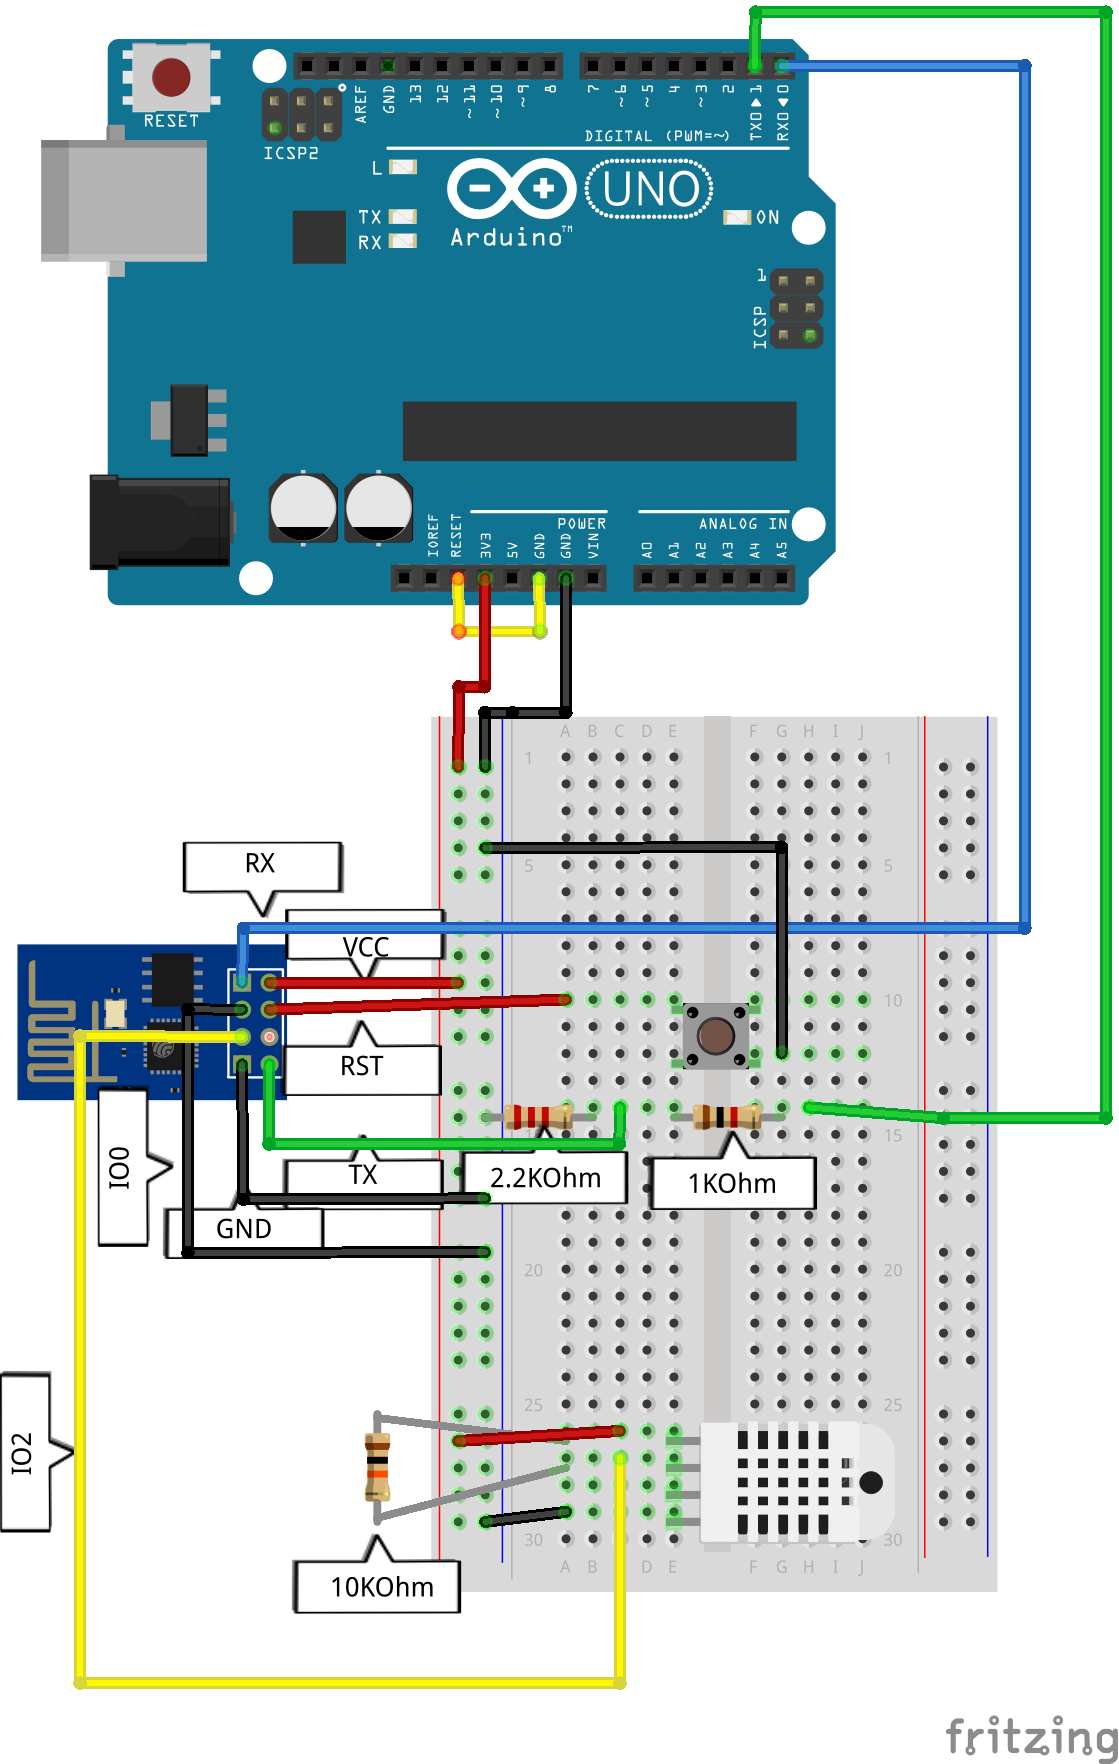 RESET
ICSP2
AREF
GND
13
12
~11
~10
~9
8
7
~6
~5
4
~3
2
TX0▶1
RX0◀0
DIGITAL (PWM=~)
L
TX
RX
Arduino™
UNO
ON
1
ICSP
IOREF
RESET
3V3
5V
GND
GND
VIN
POWER
A0
A1
A2
A3
A4
A5
ANALOG IN
A B C D E F G H I J
1 1
5 5
RX
VCC
10
RST
15
IO0
TX
2.2KOhm
1KOhm
GND
20 20
25 25
IO2
30 30
A B D E F G H I J
10KOhm
fritzing